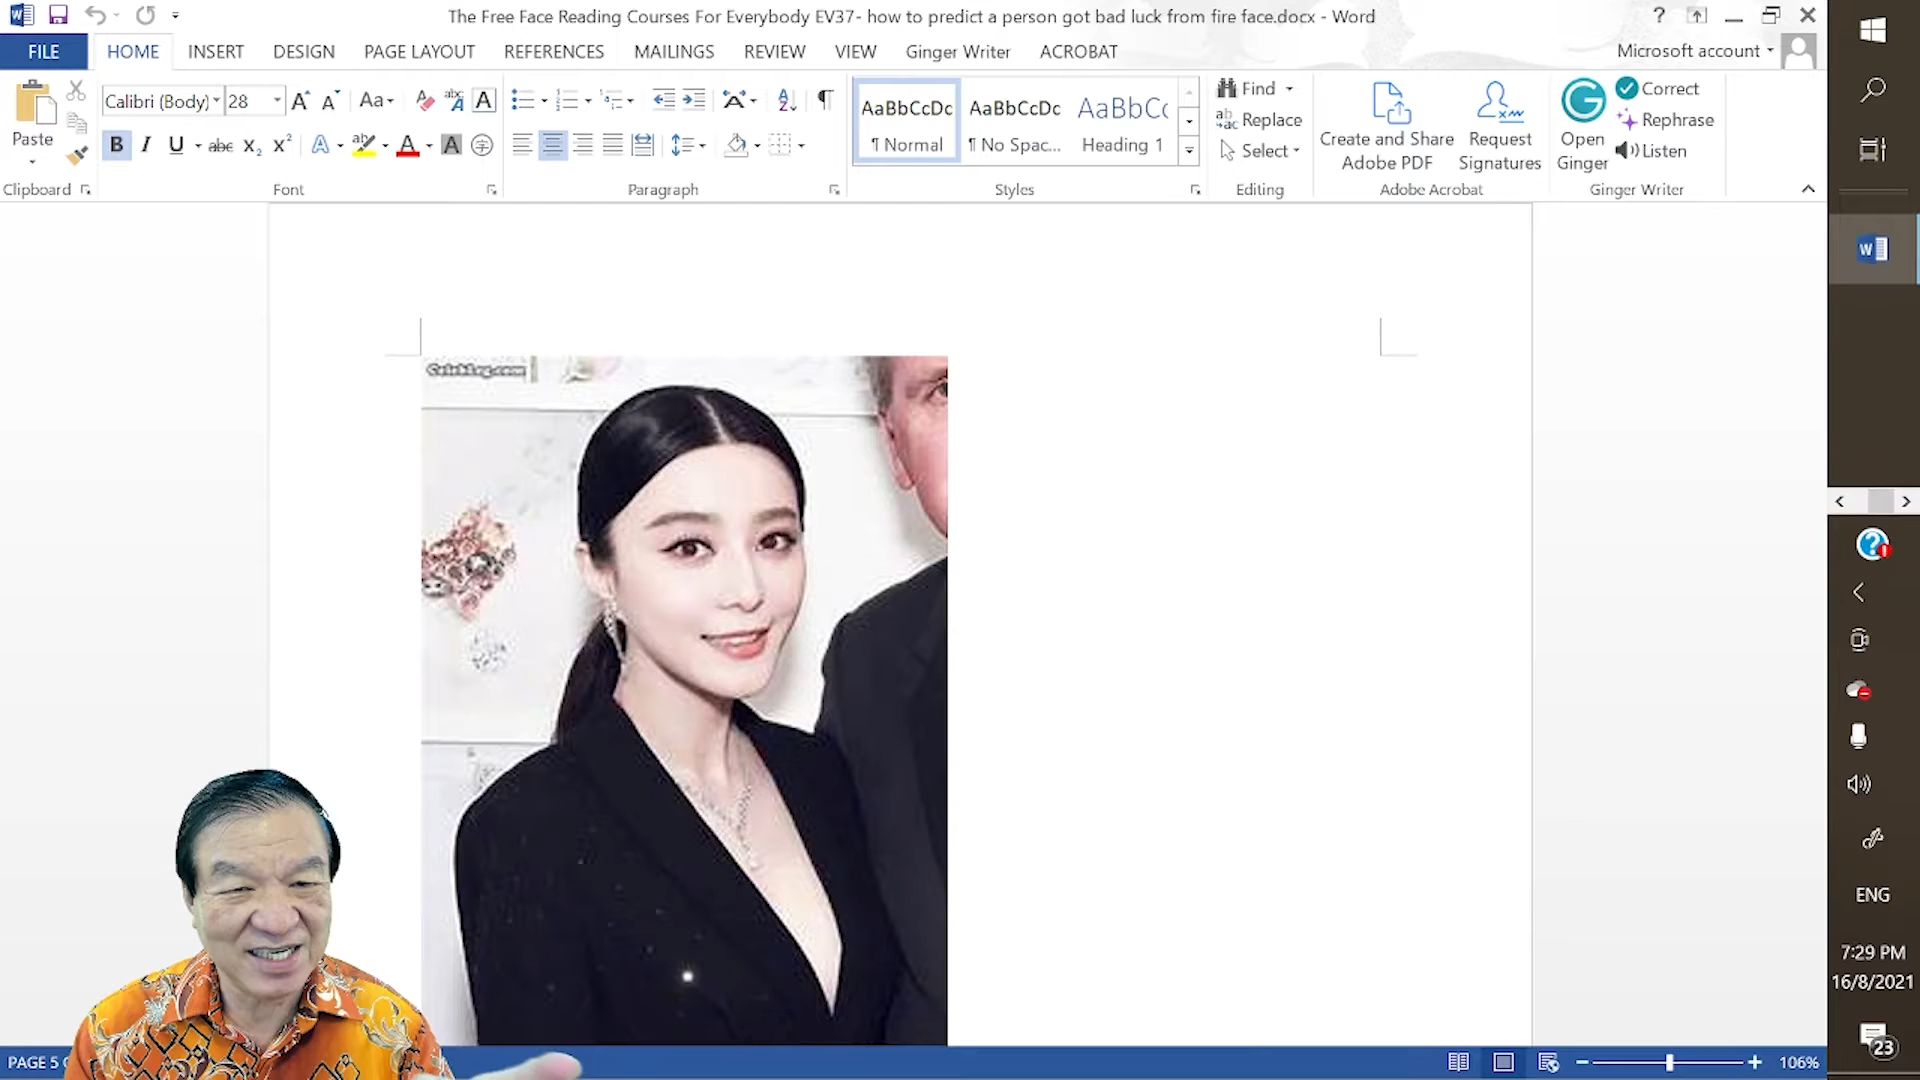 The Free Face Reading Courses For Everybody EV37- how to predict a person got bad luck from fire face.docx - Word
FILE HOME INSERT DESIGN PAGE LAYOUT REFERENCES MAILINGS REVIEW VIEW Ginger Writer ACROBAT Microsoft account
Paste
Clipboard
Calibri (Body) 28
Font
Paragraph
AaBbCcDc AaBbCcDc AaBbCc
¶ Normal ¶ No Spac... Heading 1
Styles
Find
Replace
Select
Editing
Create and Share
Adobe PDF
Request
Signatures
Adobe Acrobat
Open
Ginger
Correct
Rephrase
Listen
Ginger Writer
ENG
7:29 PM
16/8/2021
23
PAGE 5
106%